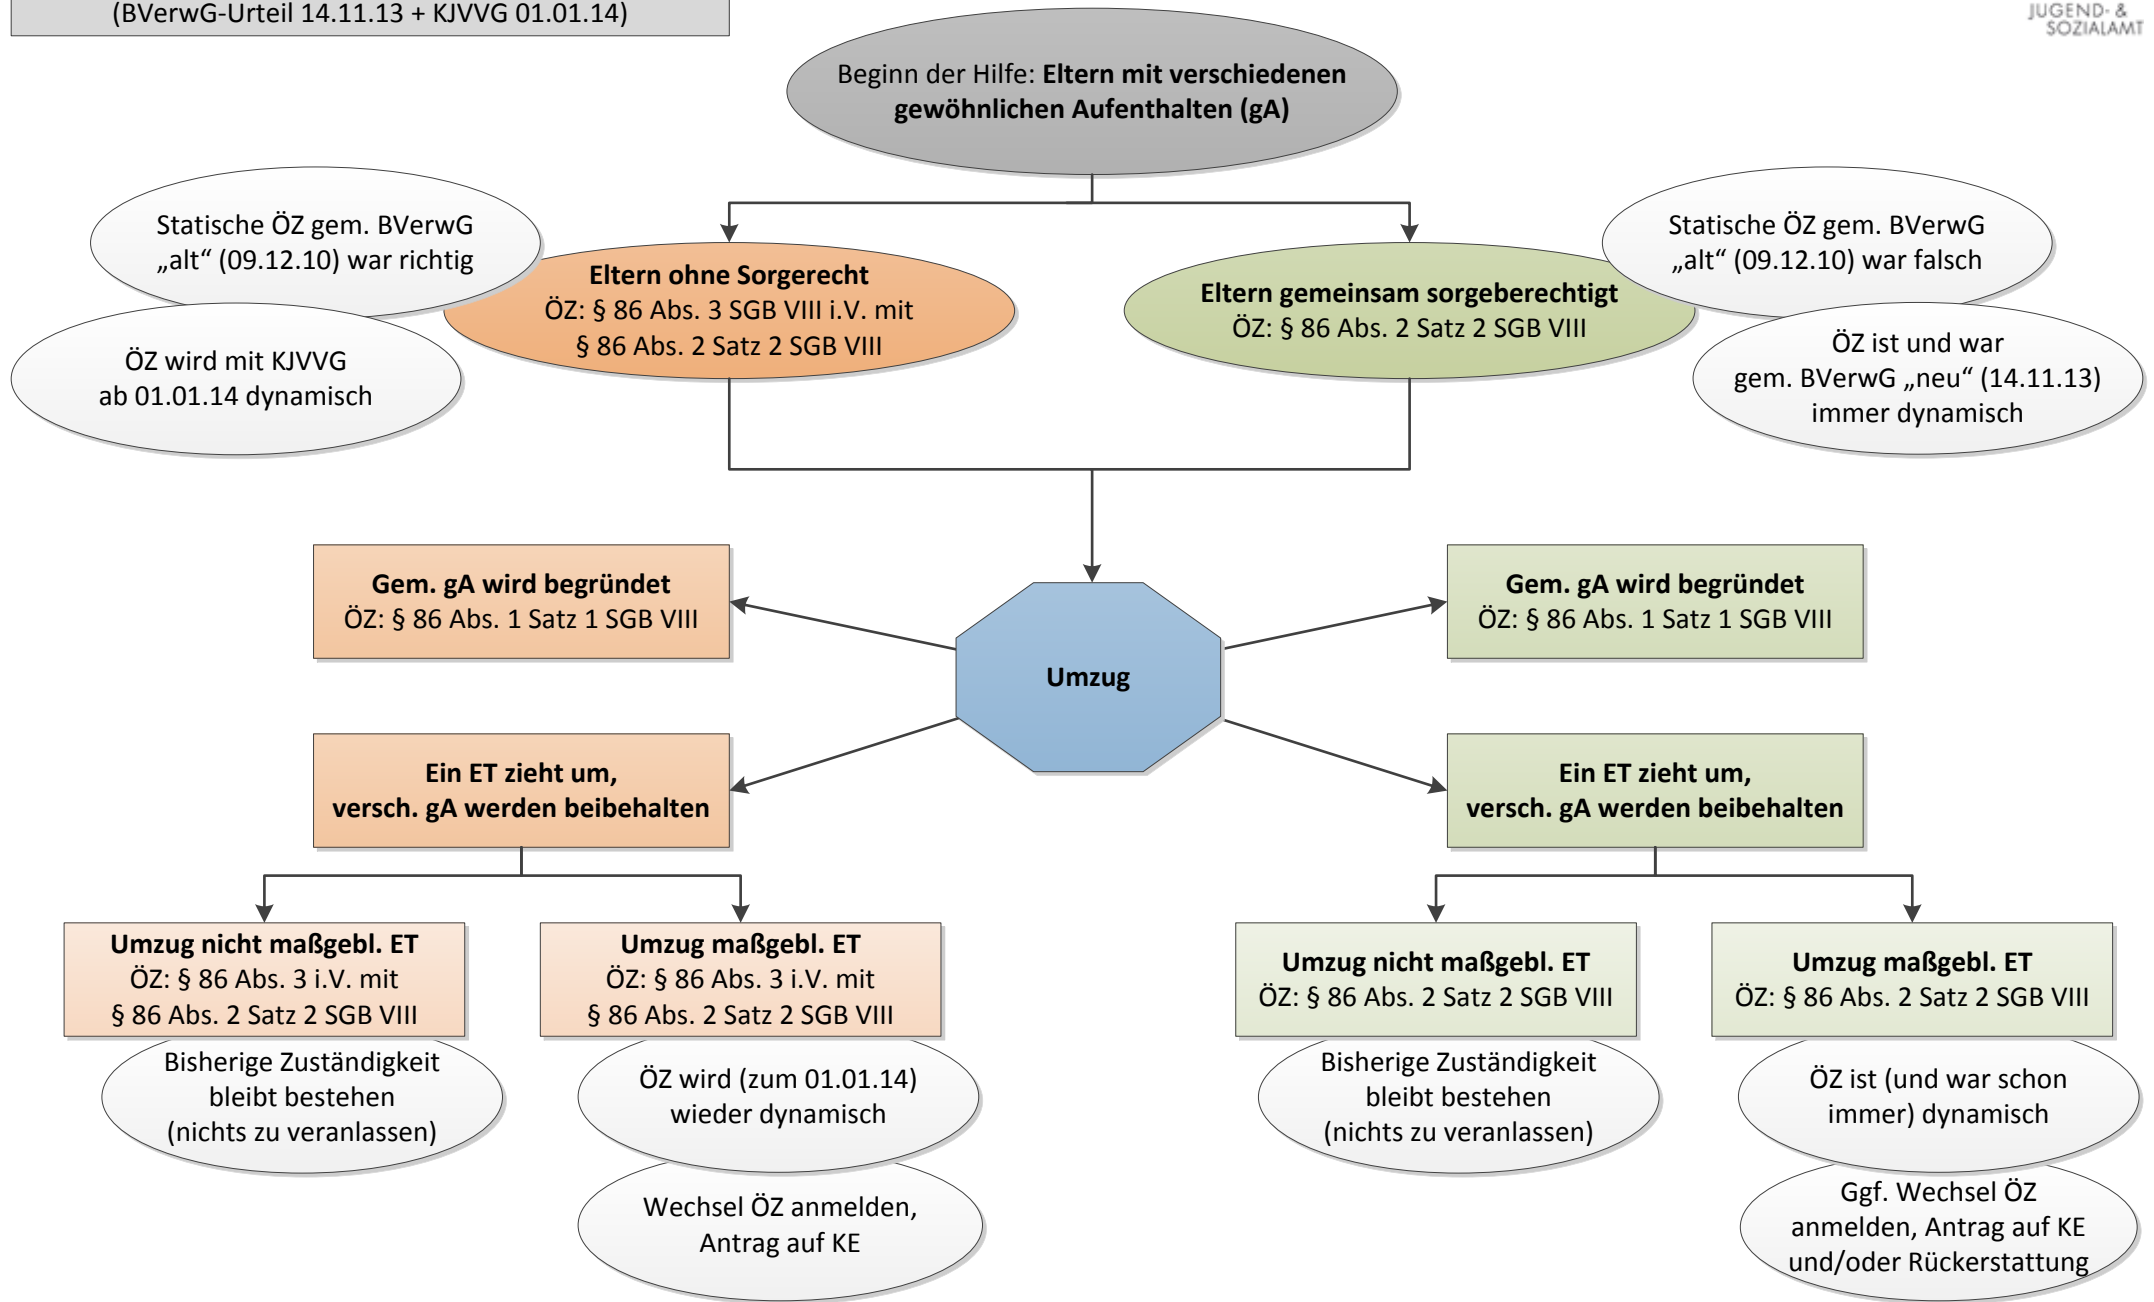 (BVerwG-Urteil 14.11.13 + KJVVG 01.01.14)
JUGEND- &
SOZIALAMT
Beginn der Hilfe: Eltern mit verschiedenen
gewöhnlichen Aufenthalten (gA)
Statische ÖZ gem. BVerwG
„alt“ (09.12.10) war richtig
ÖZ wird mit KJVVG
ab 01.01.14 dynamisch
Eltern ohne Sorgerecht
ÖZ: § 86 Abs. 3 SGB VIII i.V. mit
§ 86 Abs. 2 Satz 2 SGB VIII
Eltern gemeinsam sorgeberechtigt
ÖZ: § 86 Abs. 2 Satz 2 SGB VIII
Statische ÖZ gem. BVerwG
„alt“ (09.12.10) war falsch
ÖZ ist und war
gem. BVerwG „neu“ (14.11.13)
immer dynamisch
Gem. gA wird begründet
ÖZ: § 86 Abs. 1 Satz 1 SGB VIII
Umzug
Gem. gA wird begründet
ÖZ: § 86 Abs. 1 Satz 1 SGB VIII
Ein ET zieht um,
versch. gA werden beibehalten
Ein ET zieht um,
versch. gA werden beibehalten
Umzug nicht maßgebl. ET
ÖZ: § 86 Abs. 3 i.V. mit
§ 86 Abs. 2 Satz 2 SGB VIII
Bisherige Zuständigkeit
bleibt bestehen
(nichts zu veranlassen)
Umzug maßgebl. ET
ÖZ: § 86 Abs. 3 i.V. mit
§ 86 Abs. 2 Satz 2 SGB VIII
ÖZ wird (zum 01.01.14)
wieder dynamisch
Wechsel ÖZ anmelden,
Antrag auf KE
Umzug nicht maßgebl. ET
ÖZ: § 86 Abs. 2 Satz 2 SGB VIII
Bisherige Zuständigkeit
bleibt bestehen
(nichts zu veranlassen)
Umzug maßgebl. ET
ÖZ: § 86 Abs. 2 Satz 2 SGB VIII
ÖZ ist (und war schon
immer) dynamisch
Ggf. Wechsel ÖZ
anmelden, Antrag auf KE
und/oder Rückerstattung